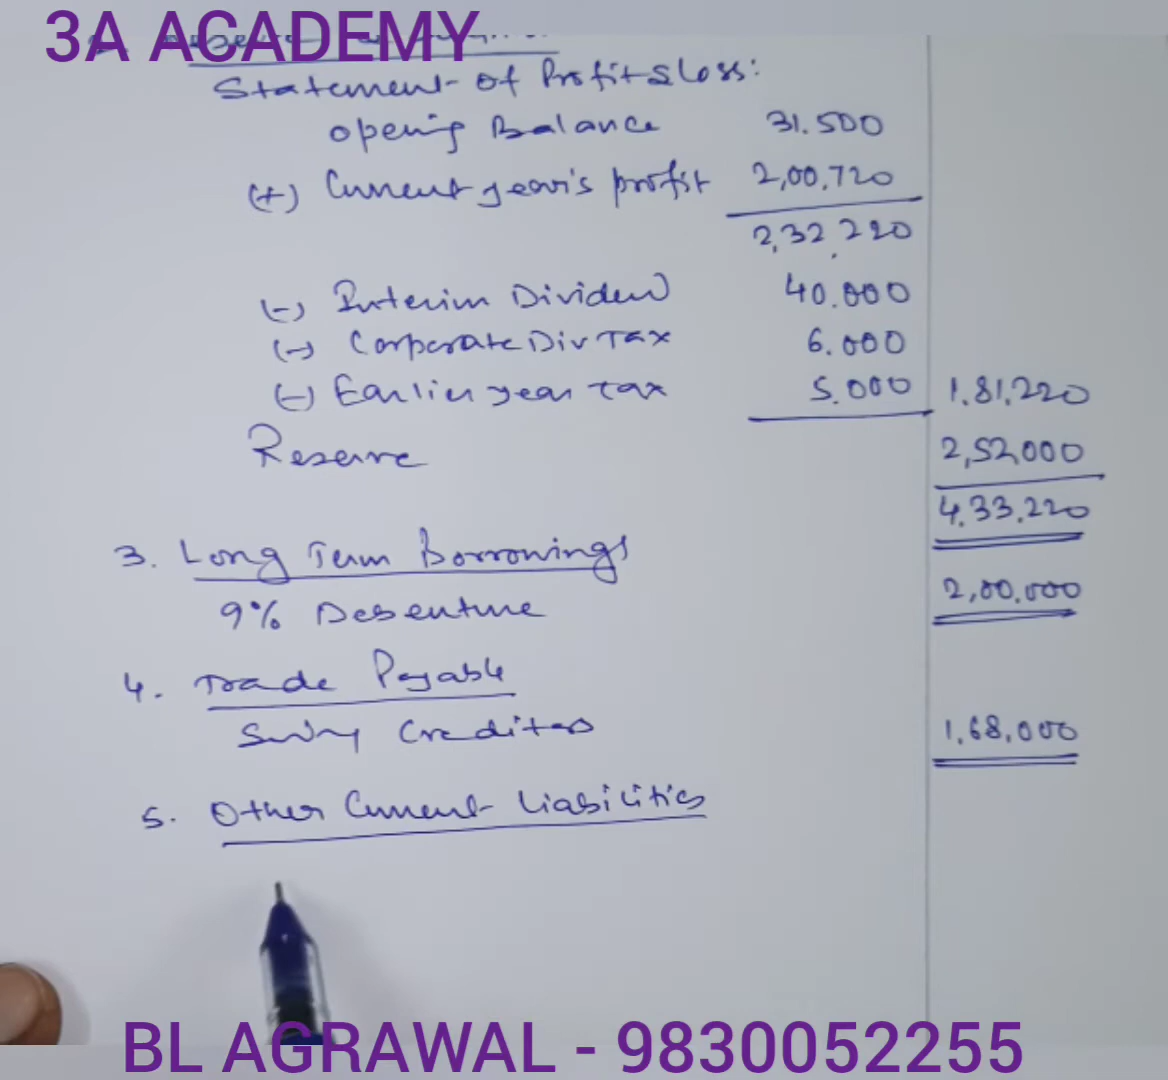 3A ACADEMY
Statement of Profit & Loss:
Opening Balance 31.500
(+) Current year's profit 2,00,720
2,32,220
(-) Interim Dividend 40.000
(-) Corporate Div Tax 6.000
(-) Earlier year tax 5.000 1.81.220
Reserve 2,52,000
4.33.220
3. Long Term Borrowings
9% Debenture 2,00.000
4. Trade Payable
Sundry Creditors 1.68.000
5. Other Current Liabilities
BL AGRAWAL - 9830052255